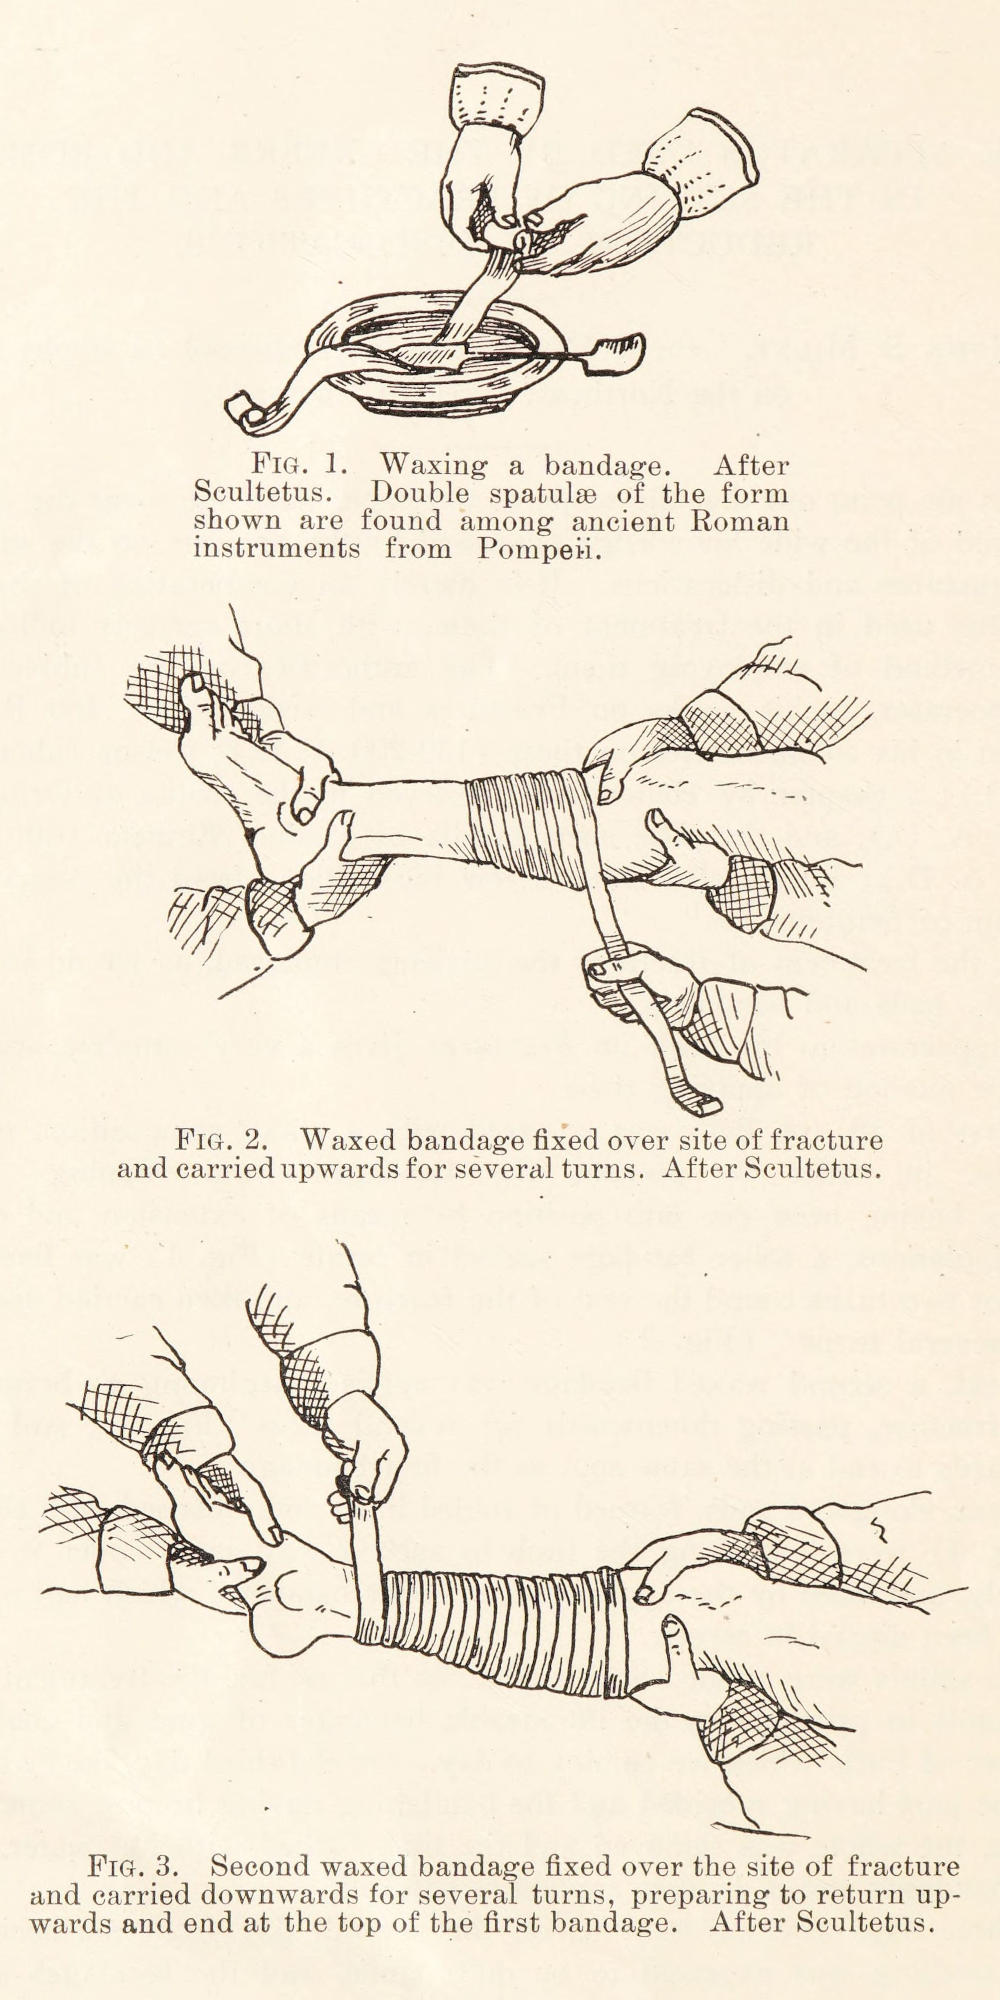 FIG. 1. Waxing a bandage. After
Scultetus. Double spatulæ of the form
shown are found among ancient Roman
instruments from Pompeii.
FIG. 2. Waxed bandage fixed over site of fracture
and carried upwards for several turns. After Scultetus.
FIG. 3. Second waxed bandage fixed over the site of fracture
and carried downwards for several turns, preparing to return up-
wards and end at the top of the first bandage. After Scultetus.